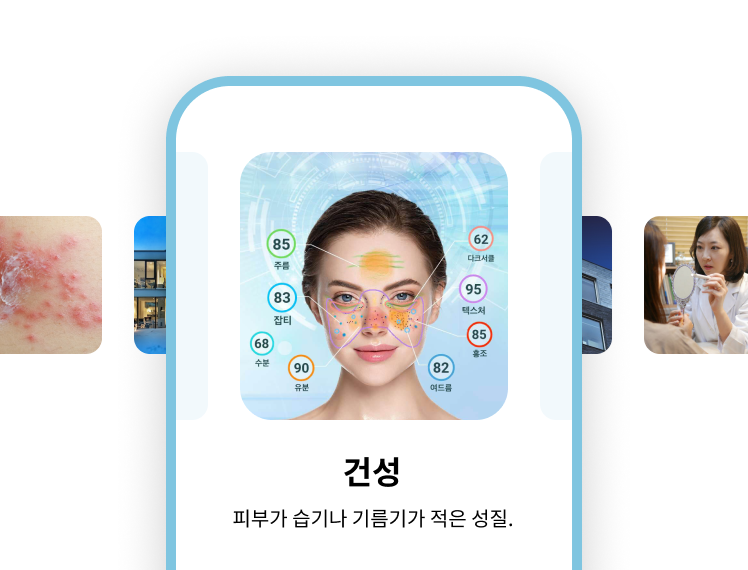 85
주름
62
다크서클
83
잡티
95
텍스처
68
수분
85
홍조
90
유분
82
여드름
건성
피부가 습기나 기름기가 적은 성질.